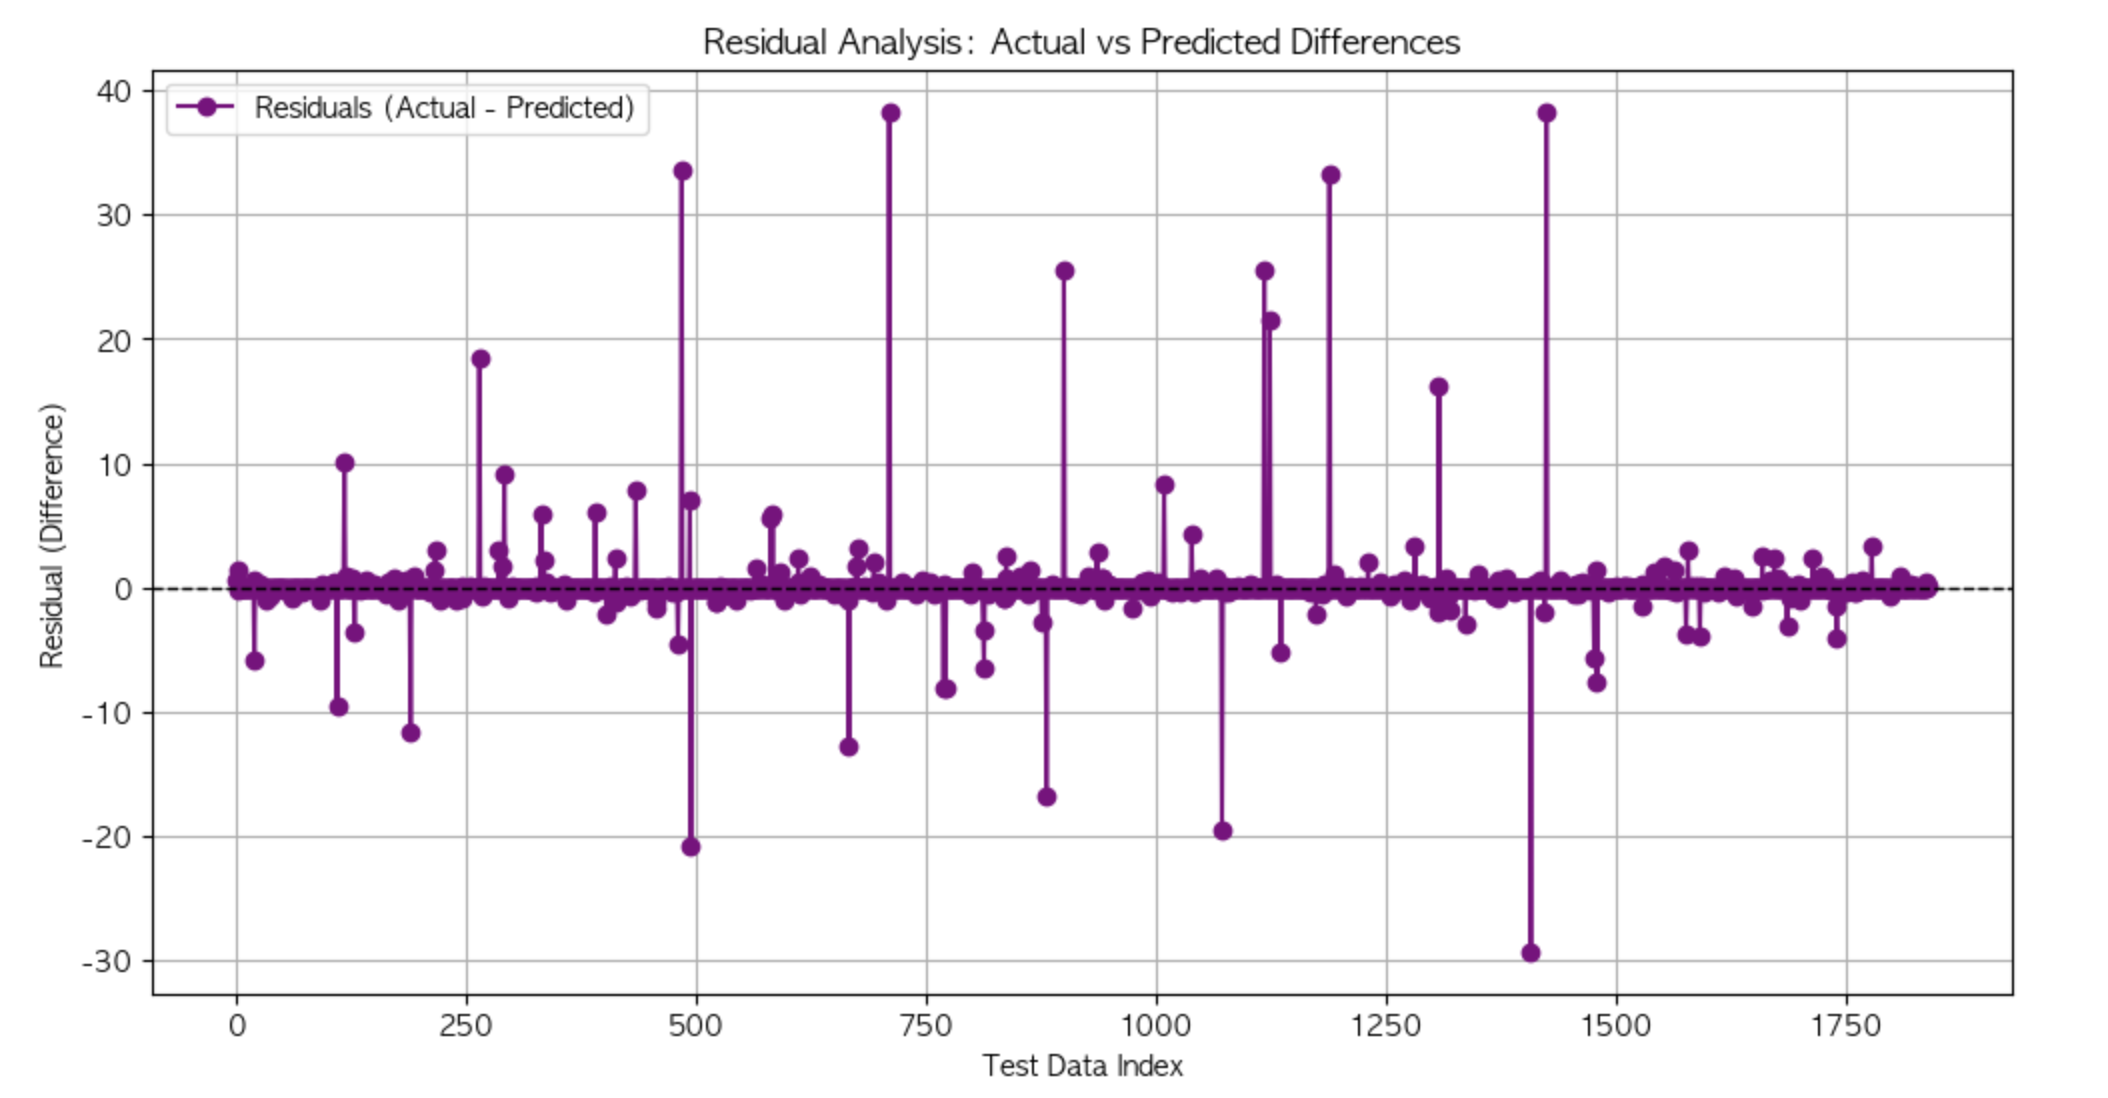 Residual Analysis: Actual vs Predicted Differences
Residuals (Actual - Predicted)
40
30
20
10
0
-10
-20
-30
Residual (Difference)
0 250 500 750 1000 1250 1500 1750
Test Data Index